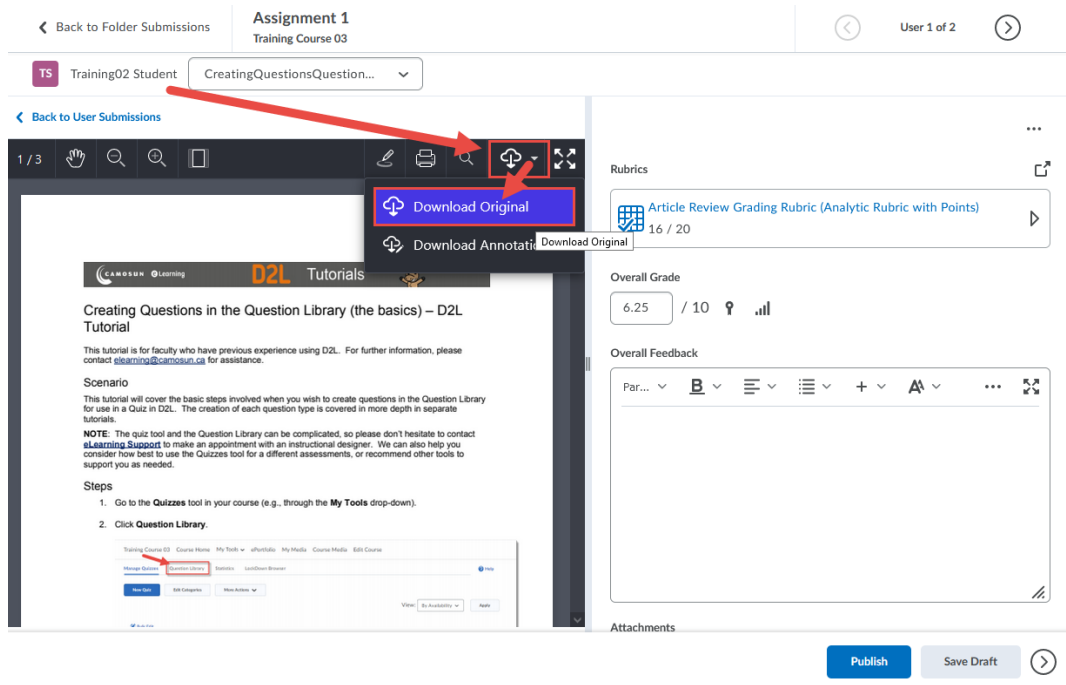 Back to Folder Submissions
Assignment 1
Training Course 03
User 1 of 2
TS
Training02 Student
CreatingQuestionsQuestion...
Back to User Submissions
1 / 3
Download Original
Download Annotatio
Download Original
CAMOSUN eLearning
D2L Tutorials
Creating Questions in the Question Library (the basics) – D2L
Tutorial
This tutorial is for faculty who have previous experience using D2L. For further information, please
contact elearning@camosun.ca for assistance.
Scenario
This tutorial will cover the basic steps involved when you wish to create questions in the Question Library
for use in a Quiz in D2L. The creation of each question type is covered in more depth in separate
tutorials.
NOTE: The quiz tool and the Question Library can be complicated, so please don't hesitate to contact
eLearning Support to make an appointment with an instructional designer. We can also help you
consider how best to use the Quizzes tool for a different assessments, or recommend other tools to
support you as needed.
Steps
1. Go to the Quizzes tool in your course (e.g., through the My Tools drop-down).
2. Click Question Library.
Training Course 03 Course Home My Tools ePortfolio My Media Course Media Edit Course
Manage Quizzes Question Library Statistics LockDown Browser
Help
New Quiz Edit Categories More Actions
View: By Availability Apply
Rubrics
Article Review Grading Rubric (Analytic Rubric with Points)
16 / 20
Overall Grade
6.25 / 10
Overall Feedback
Par... B
Attachments
Publish
Save Draft